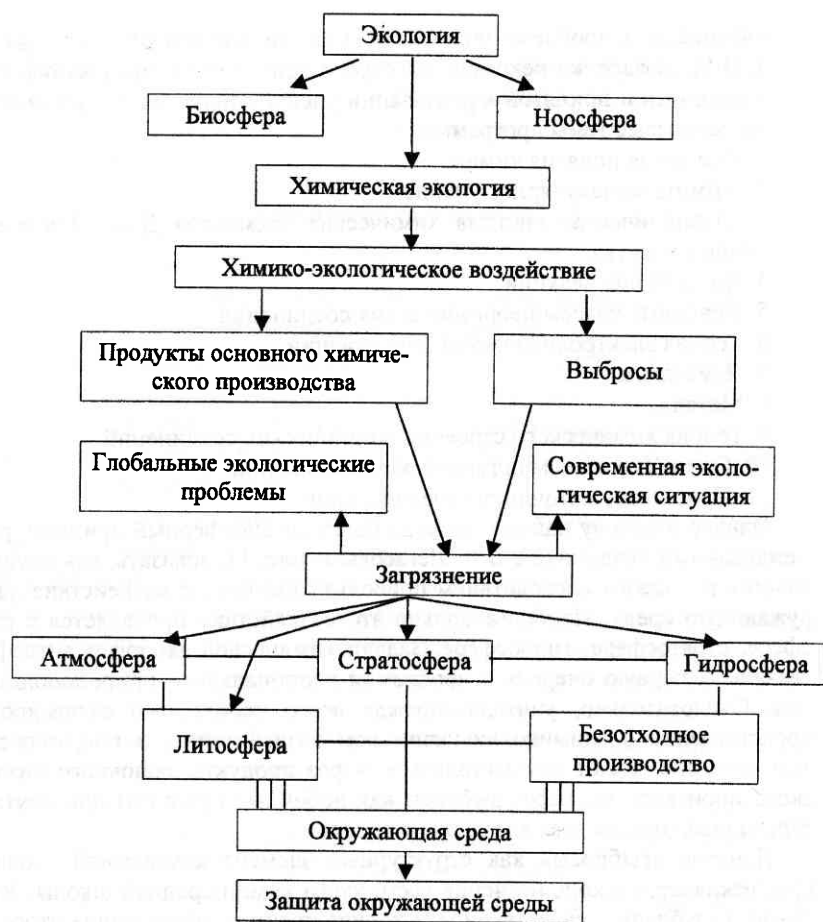 Экология
Биосфера
Ноосфера
Химическая экология
Химико-экологическое воздействие
Продукты основного химиче-
ского производства
Выбросы
Глобальные экологические
проблемы
Современная эколо-
гическая ситуация
Загрязнение
Атмосфера
Стратосфера
Гидросфера
Литосфера
Безотходное
производство
Окружающая среда
Защита окружающей среды